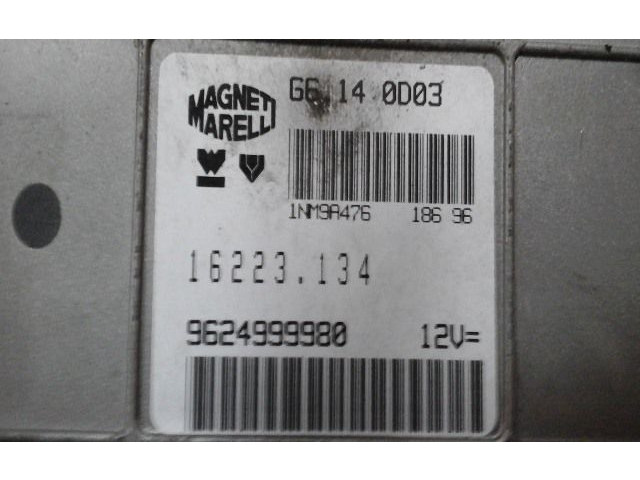 MAGNETI
MARELLI
G6.14 0D03
1NM9A476 186 96
16223.134
9624999980 12V=